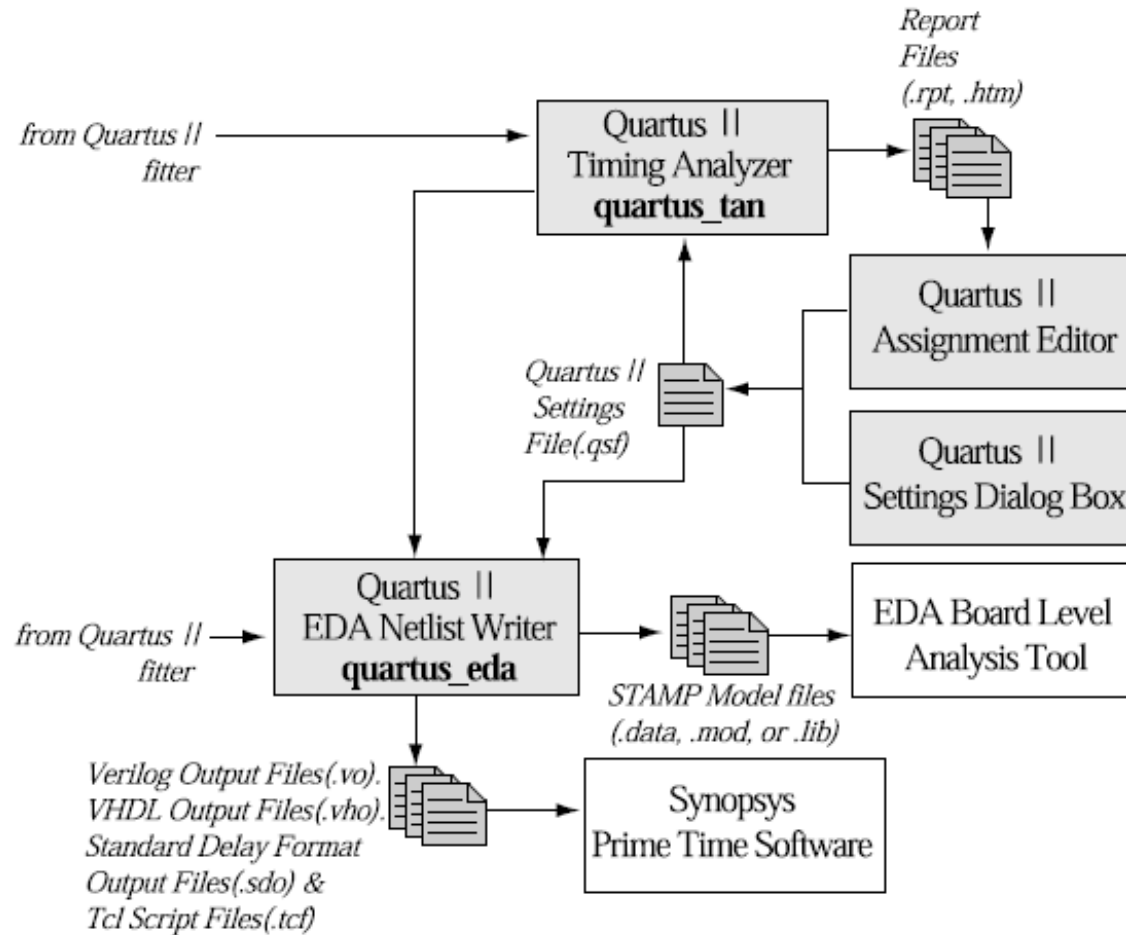 Report
Files
(.rpt, .htm)
from Quartus II
fitter
Quartus II
Timing Analyzer
quartus_tan
Quartus II
Assignment Editor
Quartus II
Settings
File(.qsf)
Quartus II
Settings Dialog Box
from Quartus II
fitter
Quartus II
EDA Netlist Writer
quartus_eda
EDA Board Level
Analysis Tool
STAMP Model files
(.data, .mod, or .lib)
Verilog Output Files(.vo).
VHDL Output Files(.vho).
Standard Delay Format
Output Files(.sdo) &
Tcl Script Files(.tcf)
Synopsys
Prime Time Software